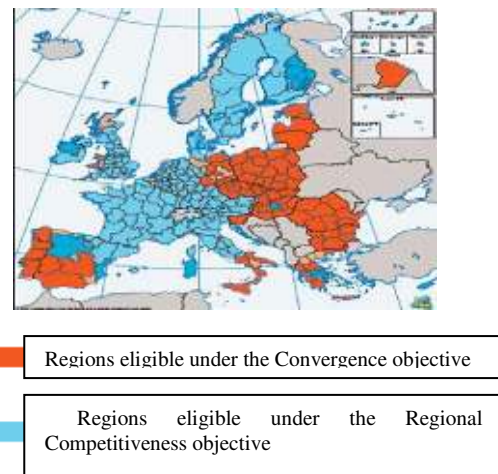 Regions eligible under the Convergence objective
Regions eligible under the Regional
Competitiveness objective